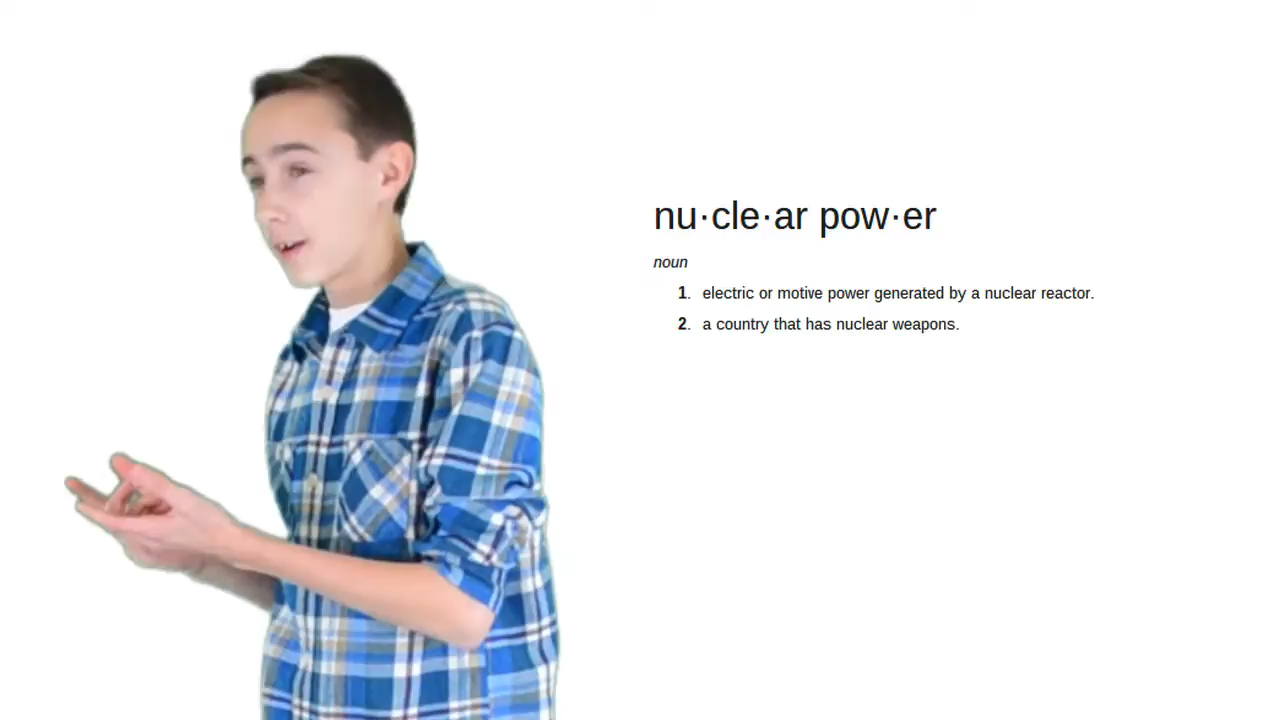 nu·cle·ar pow·er
noun
1. electric or motive power generated by a nuclear reactor.
2. a country that has nuclear weapons.